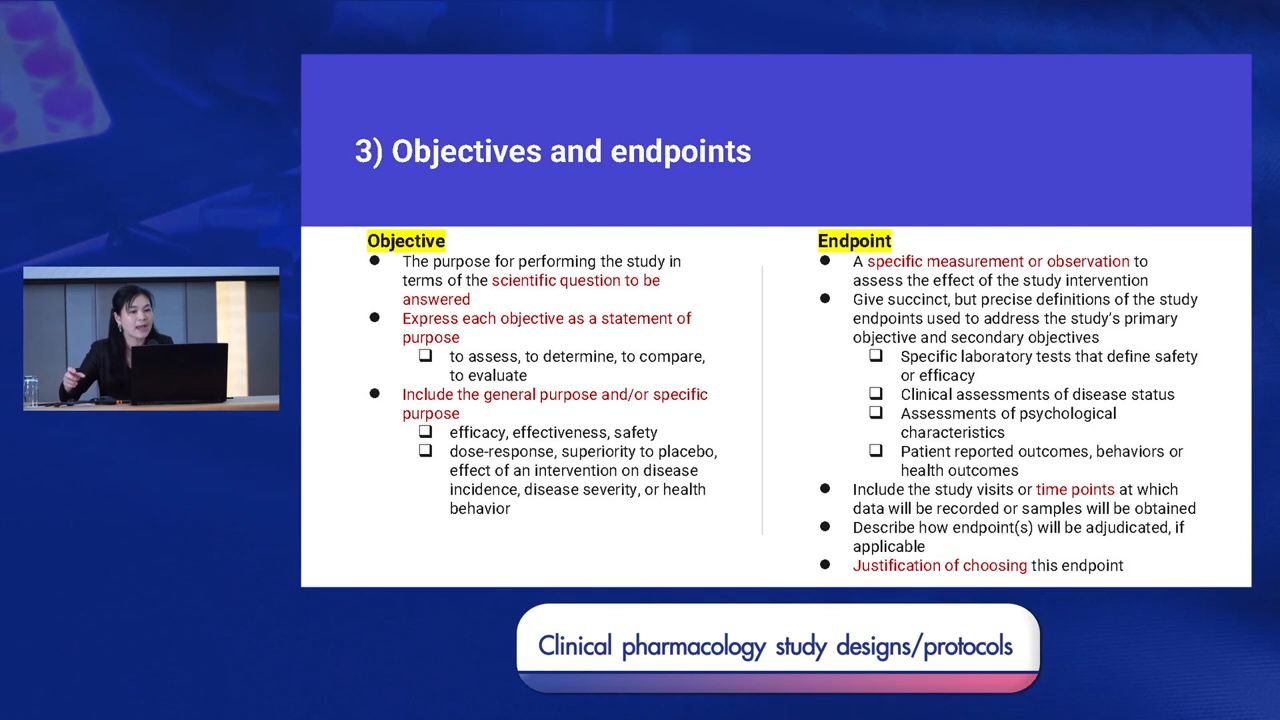 3) Objectives and endpoints
Objective
● The purpose for performing the study in
terms of the scientific question to be
answered
● Express each objective as a statement of
purpose
❑ to assess, to determine, to compare,
to evaluate
● Include the general purpose and/or specific
purpose
❑ efficacy, effectiveness, safety
❑ dose-response, superiority to placebo,
effect of an intervention on disease
incidence, disease severity, or health
behavior
Endpoint
● A specific measurement or observation to
assess the effect of the study intervention
● Give succinct, but precise definitions of the study
endpoints used to address the study's primary
objective and secondary objectives
❑ Specific laboratory tests that define safety
or efficacy
❑ Clinical assessments of disease status
❑ Assessments of psychological
characteristics
❑ Patient reported outcomes, behaviors or
health outcomes
● Include the study visits or time points at which
data will be recorded or samples will be obtained
● Describe how endpoint(s) will be adjudicated, if
applicable
● Justification of choosing this endpoint
Clinical pharmacology study designs/protocols